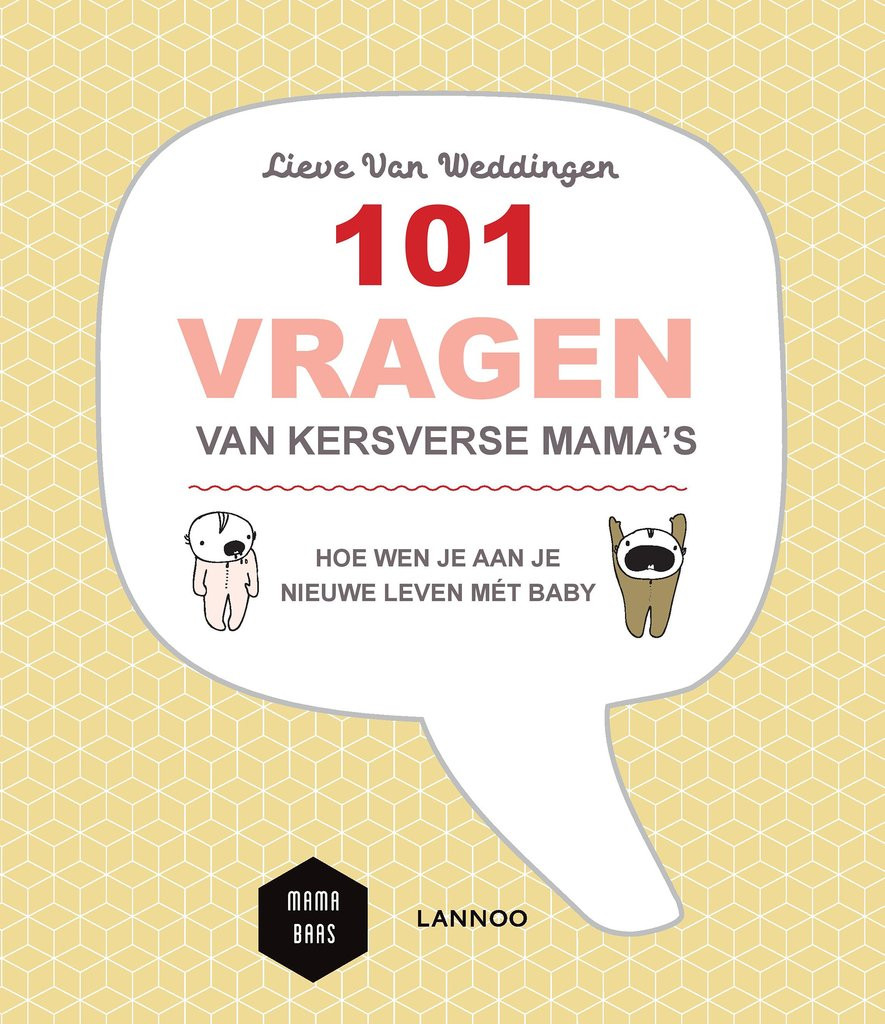 Lieve Van Weddingen
101
VRAGEN
VAN KERSVERSE MAMA'S
HOE WEN JE AAN JE
NIEUWE LEVEN MÉT BABY
MAMA
BAAS
LANNOO